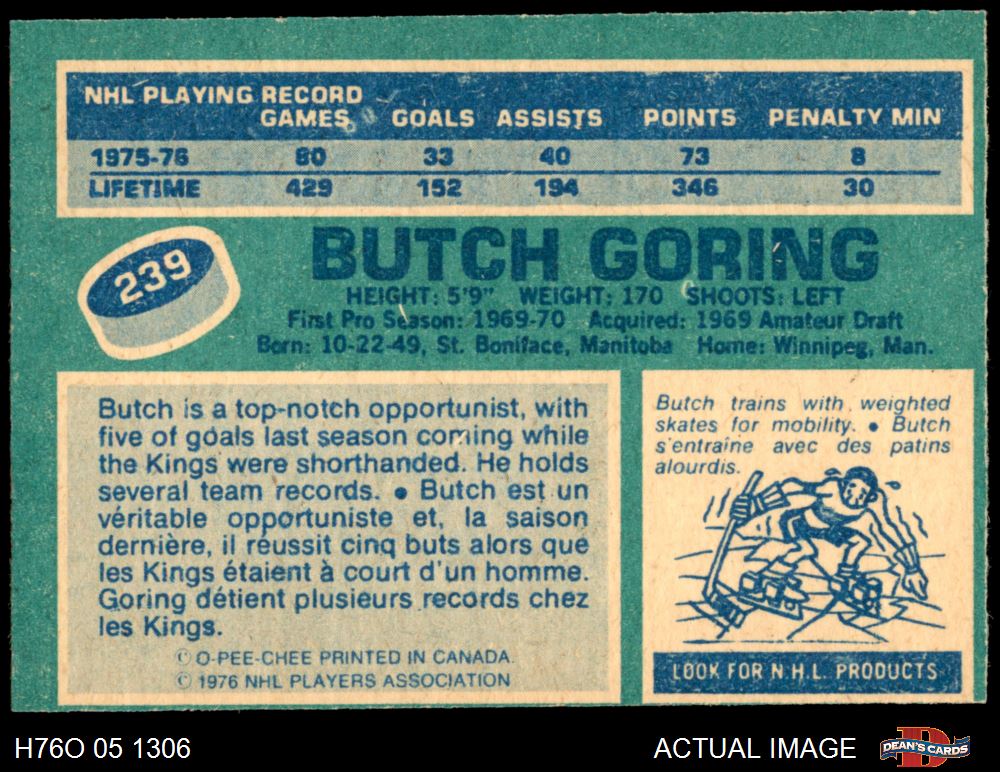 NHL PLAYING RECORD
GAMES GOALS ASSISTS POINTS PENALTY MIN
1975-76 80 33 40 73 8
LIFETIME 429 152 194 346 30
239
BUTCH GORING
HEIGHT: 5'9" WEIGHT: 170 SHOOTS: LEFT
First Pro Season: 1969-70 Acquired: 1969 Amateur Draft
Born: 10-22-49, St. Boniface, Manitoba Home: Winnipeg, Man.
Butch is a top-notch opportunist, with
five of goals last season coming while
the Kings were shorthanded. He holds
several team records. • Butch est un
véritable opportuniste et, la saison
dernière, il réussit cinq buts alors que
les Kings étaient à court d'un homme.
Goring détient plusieurs records chez
les Kings.
© O-PEE-CHEE PRINTED IN CANADA.
© 1976 NHL PLAYERS ASSOCIATION
Butch trains with weighted
skates for mobility. • Butch
s'entraîne avec des patins
alourdis.
LOOK FOR N.H.L. PRODUCTS
H76O 05 1306
ACTUAL IMAGE
D
DEAN'S CARDS